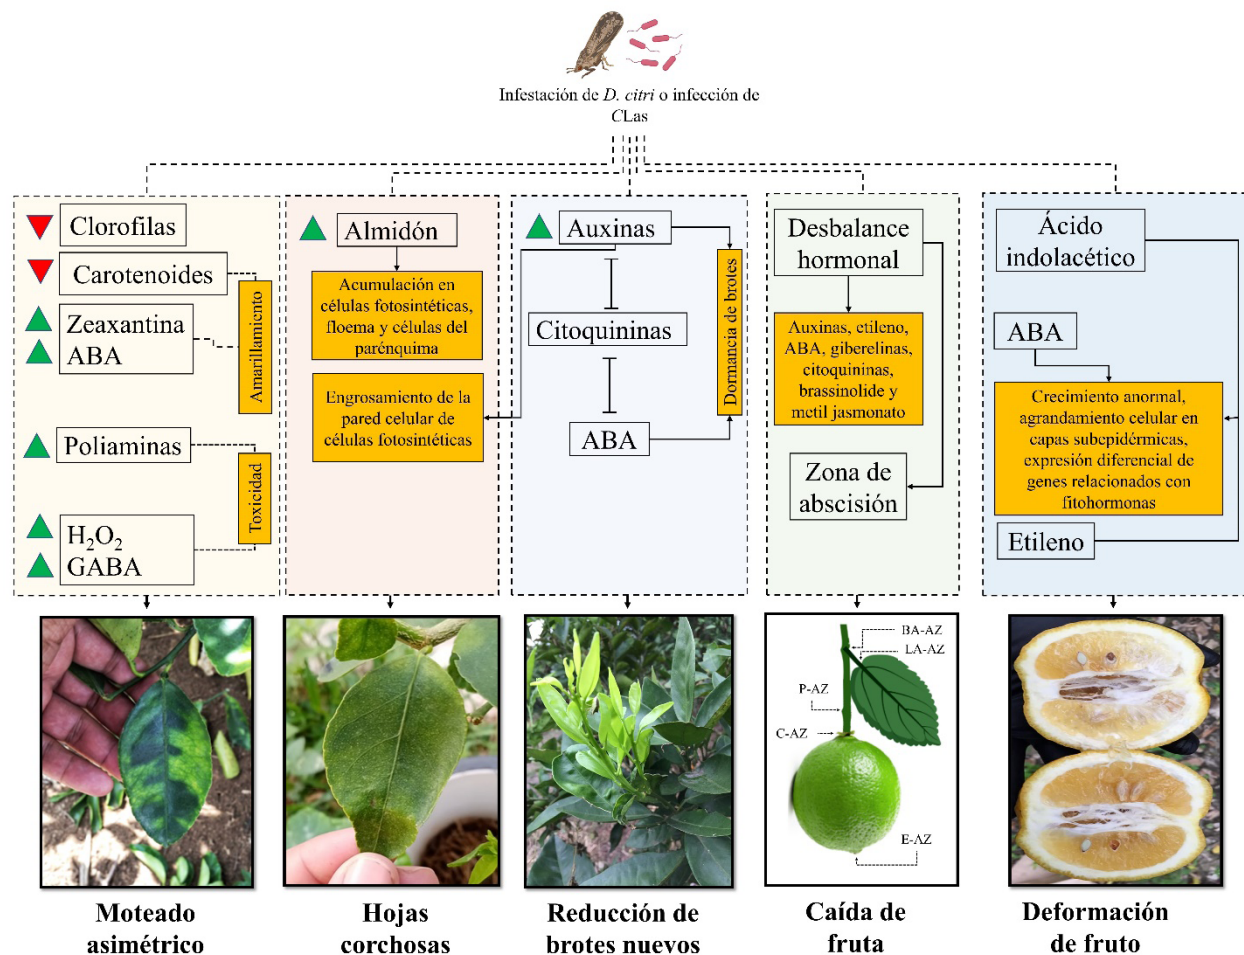 Infestación de D. citri o infección de
CLas
Clorofilas
Carotenoides
Zeaxantina
ABA
Amarillamiento
Poliaminas
Toxicidad
H₂O₂
GABA
Almidón
Acumulación en
células fotosintéticas,
floema y células del
parénquima
Engrosamiento de la
pared celular de
células fotosintéticas
Auxinas
Citoquininas
ABA
Dormancia de brotes
Desbalance
hormonal
Auxinas, etileno,
ABA, giberelinas,
citoquininas,
brassinolide y
metil jasmonato
Zona de
abscisión
Ácido
indolacético
ABA
Crecimiento anormal,
agrandamiento celular en
capas subepidérmicas,
expresión diferencial de
genes relacionados con
fitohormonas
Etileno
BA-AZ
LA-AZ
P-AZ
C-AZ
E-AZ
Moteado
asimétrico
Hojas
corchosas
Reducción de
brotes nuevos
Caída de
fruta
Deformación
de fruto